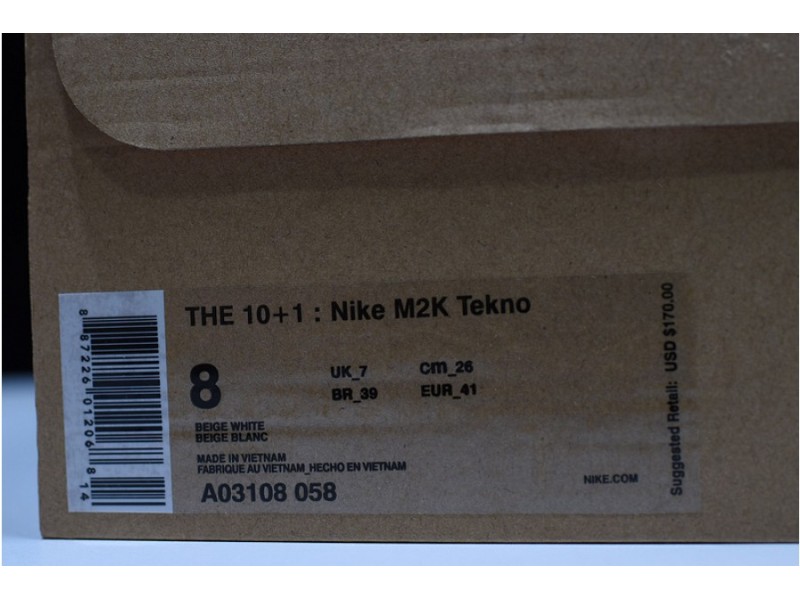 THE 10+1 : Nike M2K Tekno
8
UK_7 cm_26
BR_39 EUR_41
BEIGE WHITE
BEIGE BLANC
MADE IN VIETNAM
FABRIQUE AU VIETNAM_HECHO EN VIETNAM
A03108 058
NIKE.COM
Suggested Retail: USD $170.00
8 87226 01206 8 14